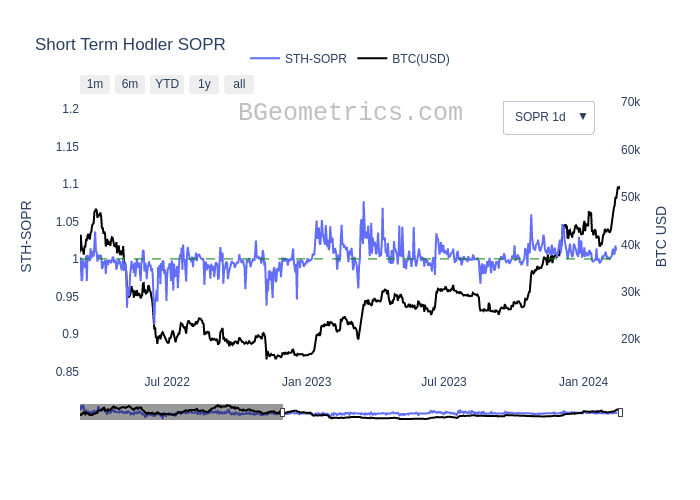 Short Term Hodler SOPR
STH-SOPR BTC(USD)
1m 6m YTD 1y all
BGeometrics.com
SOPR 1d ▼
1.2
1.15
1.1
1.05
1
0.95
0.9
0.85
STH-SOPR
70k
60k
50k
40k
30k
20k
BTC USD
Jul 2022 Jan 2023 Jul 2023 Jan 2024